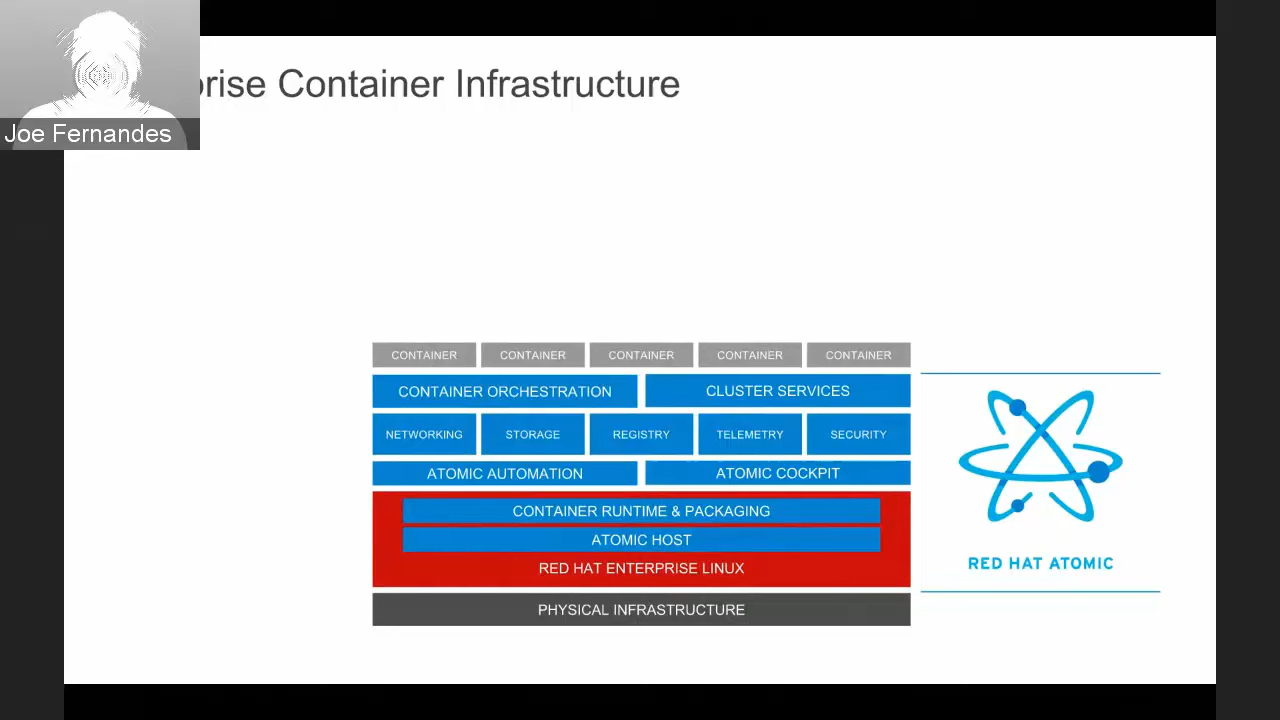 prise Container Infrastructure
Joe Fernandes
CONTAINER CONTAINER CONTAINER CONTAINER CONTAINER
CONTAINER ORCHESTRATION CLUSTER SERVICES
NETWORKING STORAGE REGISTRY TELEMETRY SECURITY
ATOMIC AUTOMATION ATOMIC COCKPIT
CONTAINER RUNTIME & PACKAGING
ATOMIC HOST
RED HAT ENTERPRISE LINUX
PHYSICAL INFRASTRUCTURE
RED HAT ATOMIC